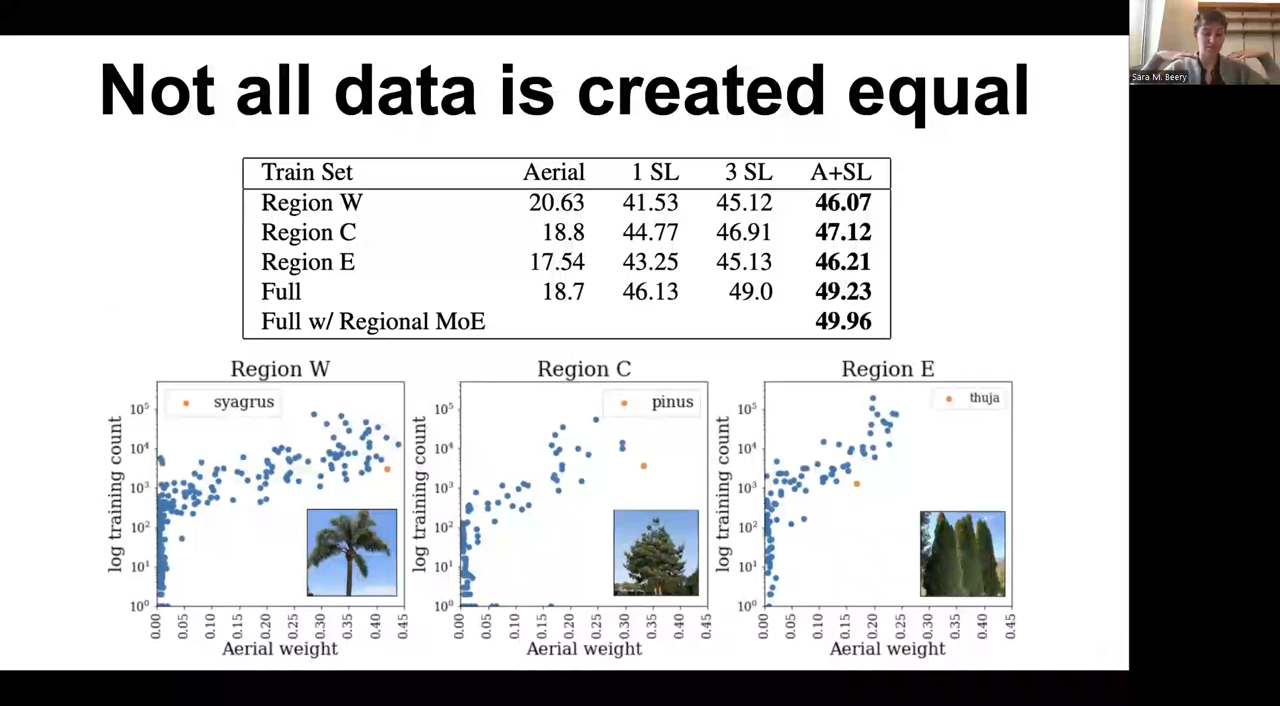 Sara M. Beery
Not all data is created equal
Train Set Aerial 1 SL 3 SL A+SL
Region W 20.63 41.53 45.12 46.07
Region C 18.8 44.77 46.91 47.12
Region E 17.54 43.25 45.13 46.21
Full 18.7 46.13 49.0 49.23
Full w/ Regional MoE 49.96
Region W
syagrus
log training count
10⁵
10⁴
10³
10²
10¹
10⁰
0.00 0.05 0.10 0.15 0.20 0.25 0.30 0.35 0.40 0.45
Aerial weight
Region C
pinus
log training count
10⁵
10⁴
10³
10²
10¹
10⁰
0.00 0.05 0.10 0.15 0.20 0.25 0.30 0.35 0.40 0.45
Aerial weight
Region E
thuja
log training count
10⁵
10⁴
10³
10²
10¹
10⁰
0.00 0.05 0.10 0.15 0.20 0.25 0.30 0.35 0.40 0.45
Aerial weight